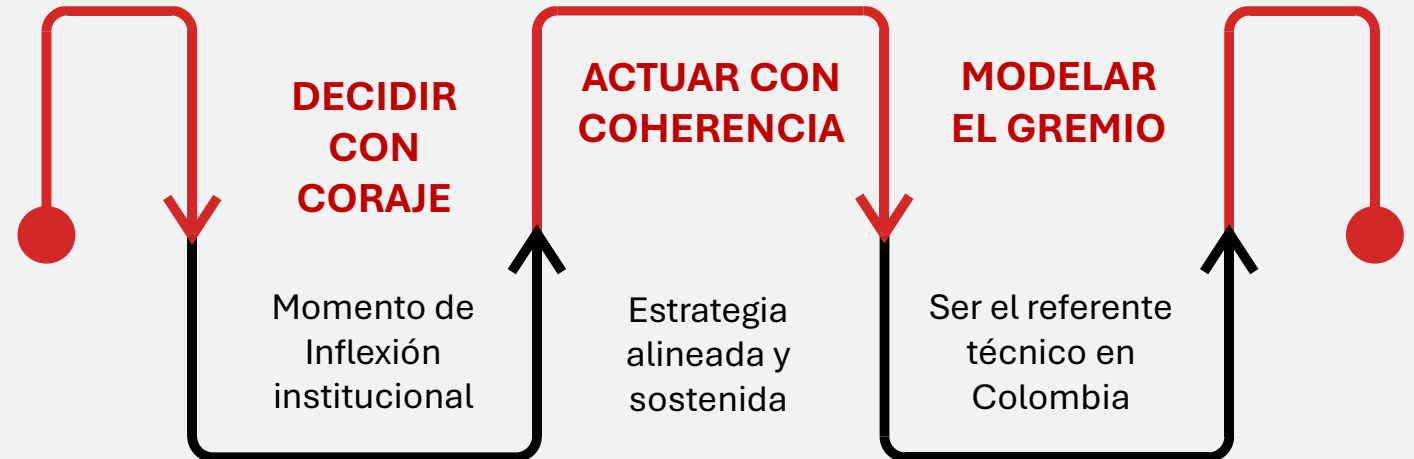 DECIDIR
CON
CORAJE
Momento de
Inflexión
institucional
ACTUAR CON
COHERENCIA
Estrategia
alineada y
sostenida
MODELAR
EL GREMIO
Ser el referente
técnico en
Colombia